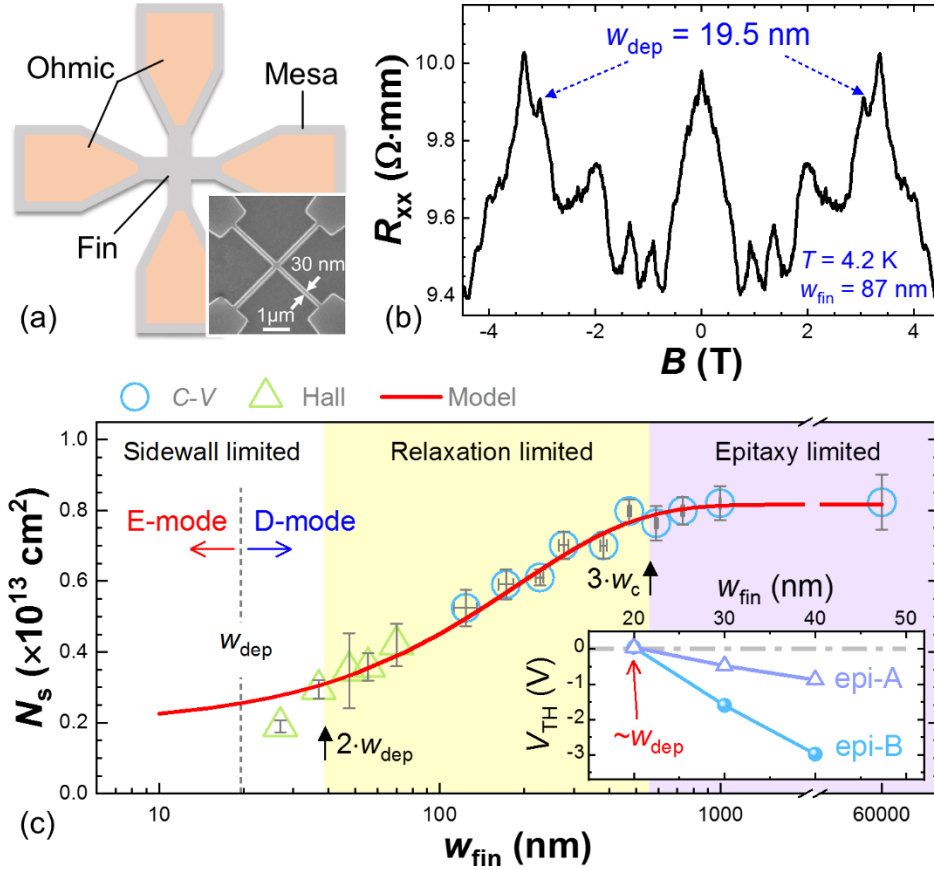 (a)
Ohmic
Mesa
Fin
30 nm
1μm
(b)
w_dep = 19.5 nm
R_xx (Ω·mm)
10.0
9.8
9.6
9.4
T = 4.2 K
w_fin = 87 nm
-4 -2 0 2 4
B (T)
C-V Hall Model
Sidewall limited Relaxation limited Epitaxy limited
E-mode D-mode
w_dep
2·w_dep
3·w_c
N_s (×10^13 cm^2)
1.0
0.8
0.6
0.4
0.2
0.0
10 100 1000 60000
w_fin (nm)
(c)
w_fin (nm)
20 30 40 50
V_TH (V)
0
-1
-2
-3
epi-A
epi-B
~w_dep